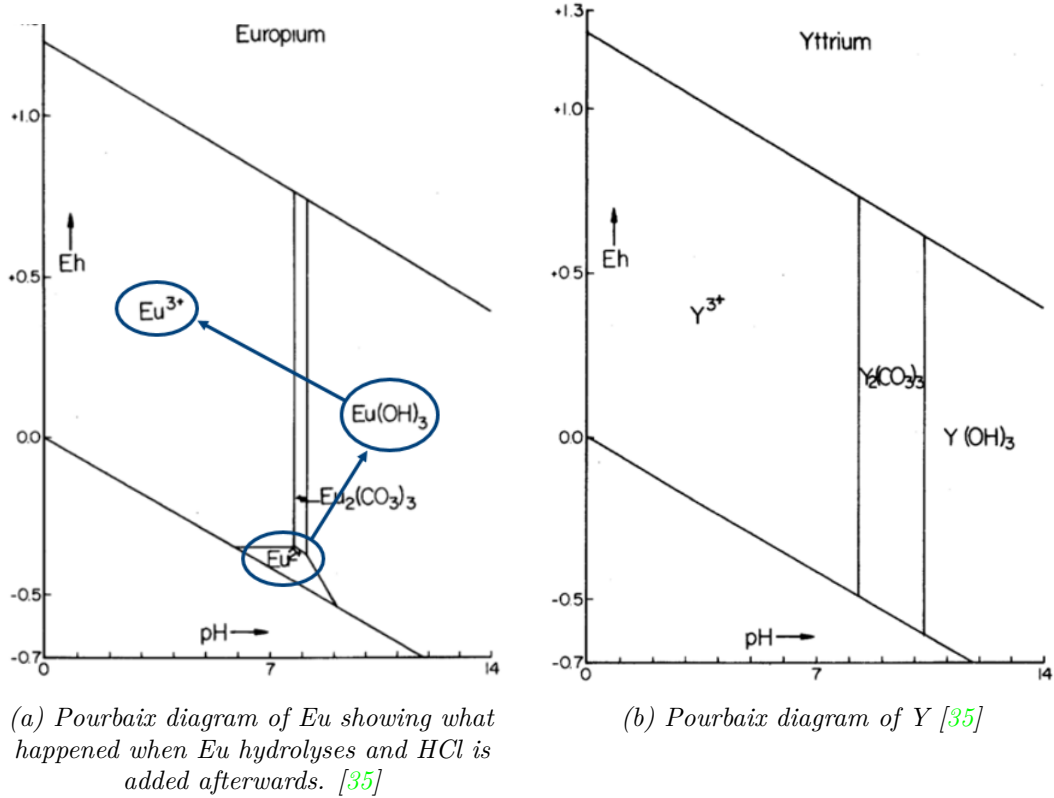 Europium
+1.0
+0.5
0.0
-0.5
-0.7
Eh
Eu³⁺
Eu(OH)₃
Eu₂(CO₃)₃
pH
0
7
14
(a) Pourbaix diagram of Eu showing what
happened when Eu hydrolyses and HCl is
added afterwards. [35]
+1.3
Yttrium
+1.0
+0.5
0.0
-0.5
-0.7
Eh
Y³⁺
Y₂(CO₃)₃
Y(OH)₃
pH
0
7
14
(b) Pourbaix diagram of Y [35]